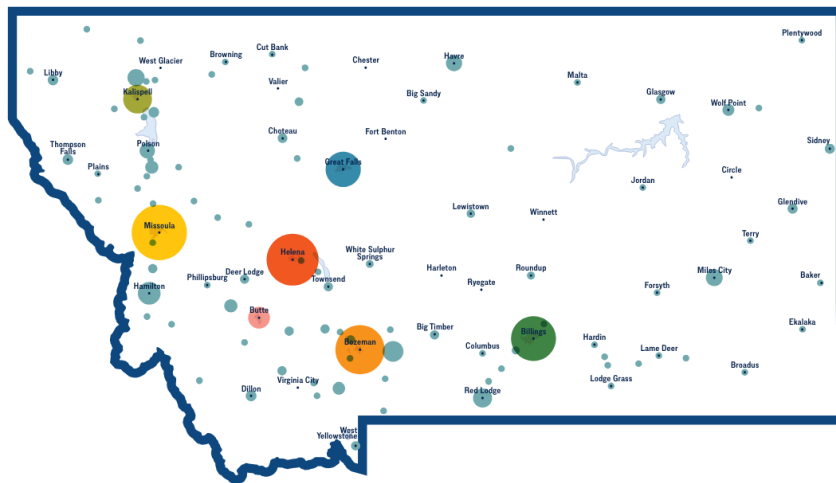 Plentywood
Cut Bank
Browning
Havre
West Glacier
Chester
Libby
Malta
Valier
Kalispell
Big Sandy
Glasgow
Wolf Point
Choteau
Fort Benton
Sidney
Thompson
Falls
Polson
Plains
Great Falls
Circle
Jordan
Glendive
Lewistown
Winnett
Missoula
Terry
Helena
White Sulphur
Springs
Phillipsburg
Deer Lodge
Townsend
Harleton
Roundup
Miles City
Baker
Hamilton
Ryegate
Forsyth
Butte
Big Timber
Billings
Ekalaka
Bozeman
Columbus
Hardin
Lame Deer
Broadus
Virginia City
Lodge Grass
Dillon
Red Lodge
West
Yellowstone